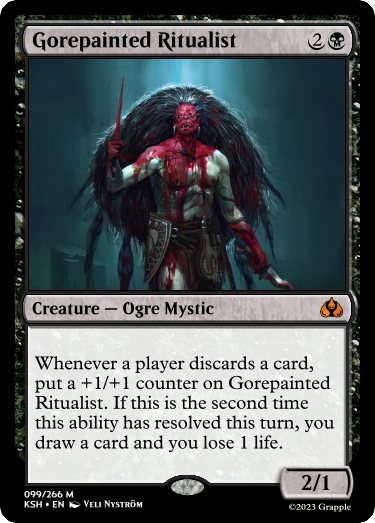 Gorepainted Ritualist 2
Creature — Ogre Mystic
Whenever a player discards a card,
put a +1/+1 counter on Gorepainted
Ritualist. If this is the second time
this ability has resolved this turn, you
draw a card and you lose 1 life.
2/1
099/266 M
KSH • EN Veli Nyström
©2023 Grapple